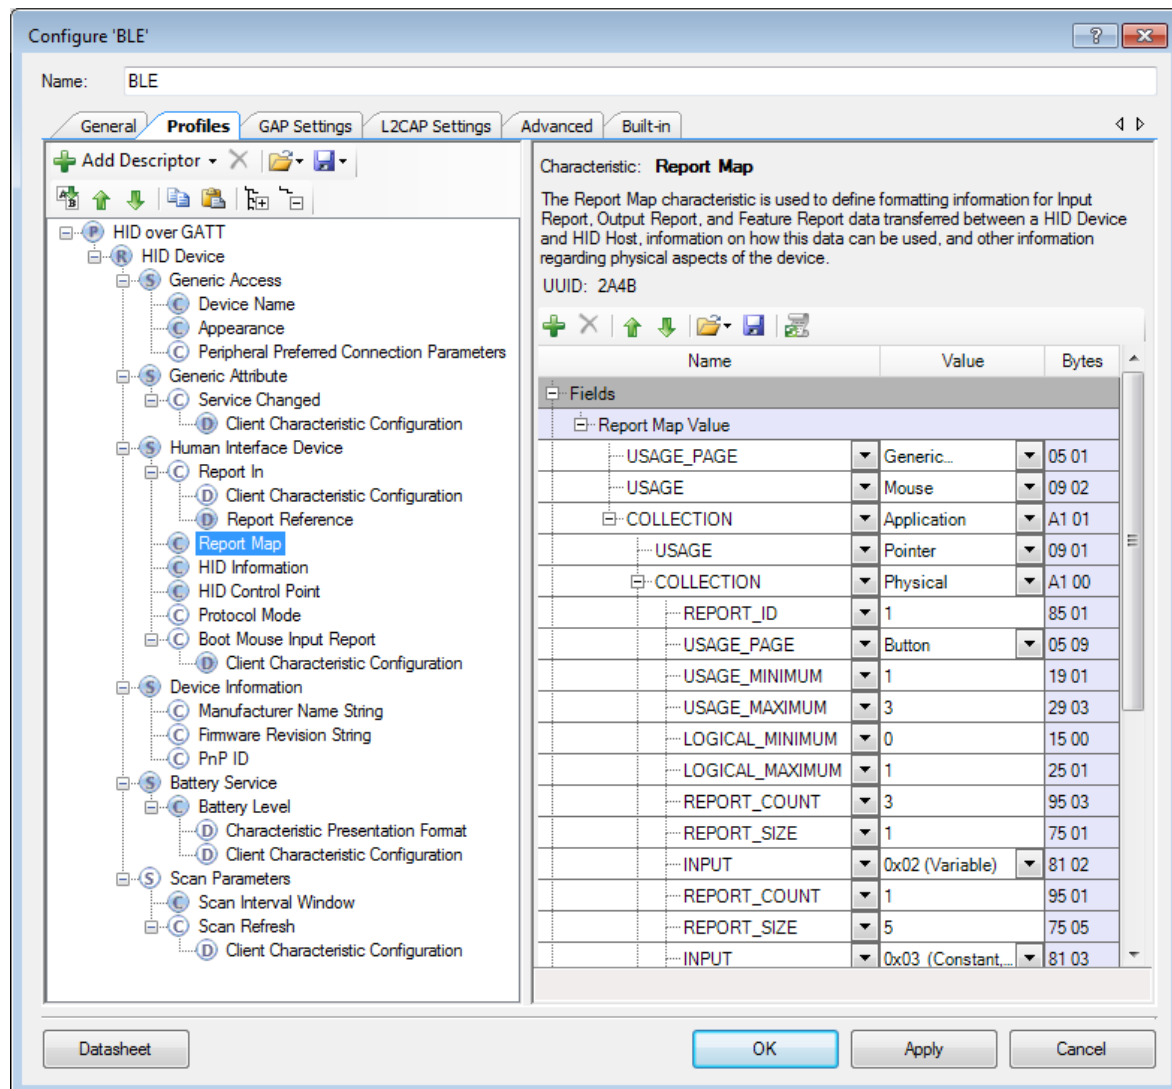 Configure 'BLE'
Name: BLE
General Profiles GAP Settings L2CAP Settings Advanced Built-in
Add Descriptor
P HID over GATT
R HID Device
S Generic Access
C Device Name
C Appearance
C Peripheral Preferred Connection Parameters
S Generic Attribute
C Service Changed
D Client Characteristic Configuration
S Human Interface Device
C Report In
D Client Characteristic Configuration
D Report Reference
C Report Map
C HID Information
C HID Control Point
C Protocol Mode
C Boot Mouse Input Report
D Client Characteristic Configuration
S Device Information
C Manufacturer Name String
C Firmware Revision String
C PnP ID
S Battery Service
C Battery Level
D Characteristic Presentation Format
D Client Characteristic Configuration
S Scan Parameters
C Scan Interval Window
C Scan Refresh
D Client Characteristic Configuration
Characteristic: Report Map
The Report Map characteristic is used to define formatting information for Input
Report, Output Report, and Feature Report data transferred between a HID Device
and HID Host, information on how this data can be used, and other information
regarding physical aspects of the device.
UUID: 2A4B
Name Value Bytes
Fields
Report Map Value
USAGE_PAGE Generic... 05 01
USAGE Mouse 09 02
COLLECTION Application A1 01
USAGE Pointer 09 01
COLLECTION Physical A1 00
REPORT_ID 1 85 01
USAGE_PAGE Button 05 09
USAGE_MINIMUM 1 19 01
USAGE_MAXIMUM 3 29 03
LOGICAL_MINIMUM 0 15 00
LOGICAL_MAXIMUM 1 25 01
REPORT_COUNT 3 95 03
REPORT_SIZE 1 75 01
INPUT 0x02 (Variable) 81 02
REPORT_COUNT 1 95 01
REPORT_SIZE 5 75 05
INPUT 0x03 (Constant,... 81 03
Datasheet OK Apply Cancel